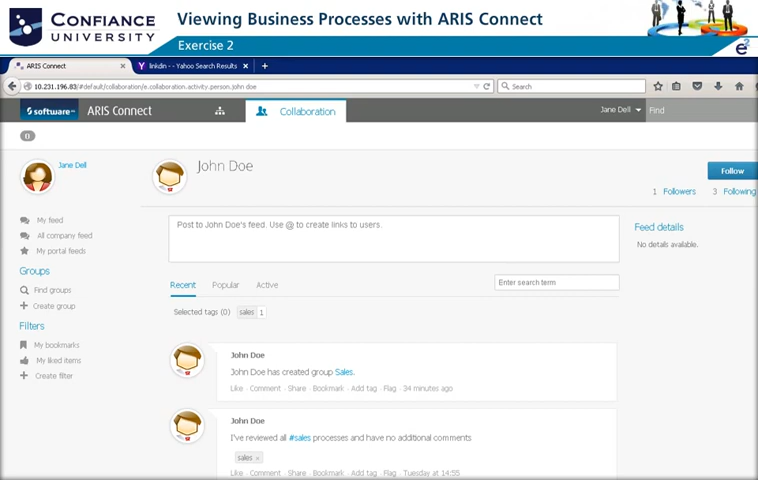 CONFIANCE
UNIVERSITY
Viewing Business Processes with ARIS Connect
Exercise 2
e²
ARIS Connect ×
Y linkdin - - Yahoo Search Results × +
10.231.196.83/#default/collaboration/e.collaboration.activity.person.john doe
Search
software AG ARIS Connect
Collaboration
Jane Dell
Find
0
Jane Dell
John Doe
Follow
1 Followers 3 Following
My feed
All company feed
My portal feeds
Groups
Find groups
Create group
Filters
My bookmarks
My liked items
Create filter
Post to John Doe's feed. Use @ to create links to users.
Feed details
No details available.
Recent Popular Active
Enter search term
Selected tags (0) sales 1
John Doe
John Doe has created group Sales.
Like · Comment · Share · Bookmark · Add tag · Flag · 34 minutes ago
John Doe
I've reviewed all #sales processes and have no additional comments
sales ×
Like · Comment · Share · Bookmark · Add tag · Flag · Tuesday at 14:55